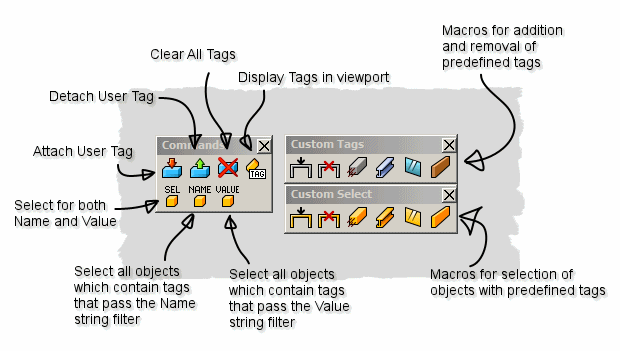 Macros for addition
and removal of
predefined tags
Clear All Tags
Display Tags in viewport
Detach User Tag
Attach User Tag
Commands
Custom Tags
TAG
SEL NAME VALUE
Custom Select
Select for both
Name and Value
Select all objects
which contain tags
that pass the Name
string filter
Select all objects
which contain tags
that pass the Value
string filter
Macros for selection of
objects with predefined tags